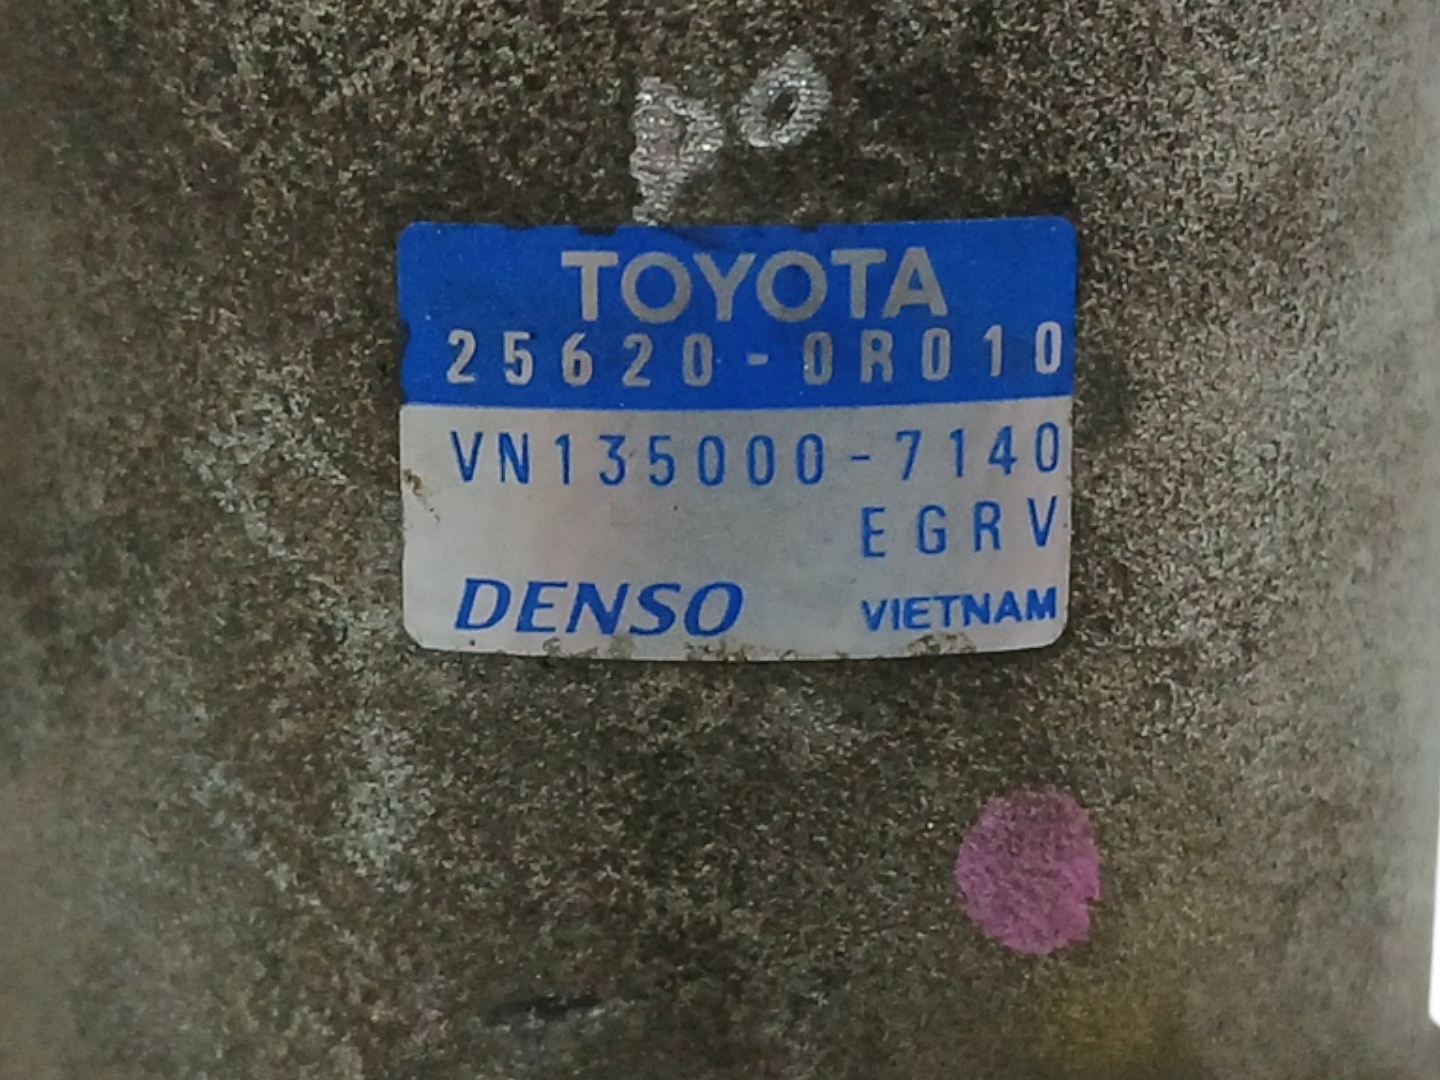 TOYOTA
25620-0R010
VN135000-7140
EGRV
DENSO VIETNAM